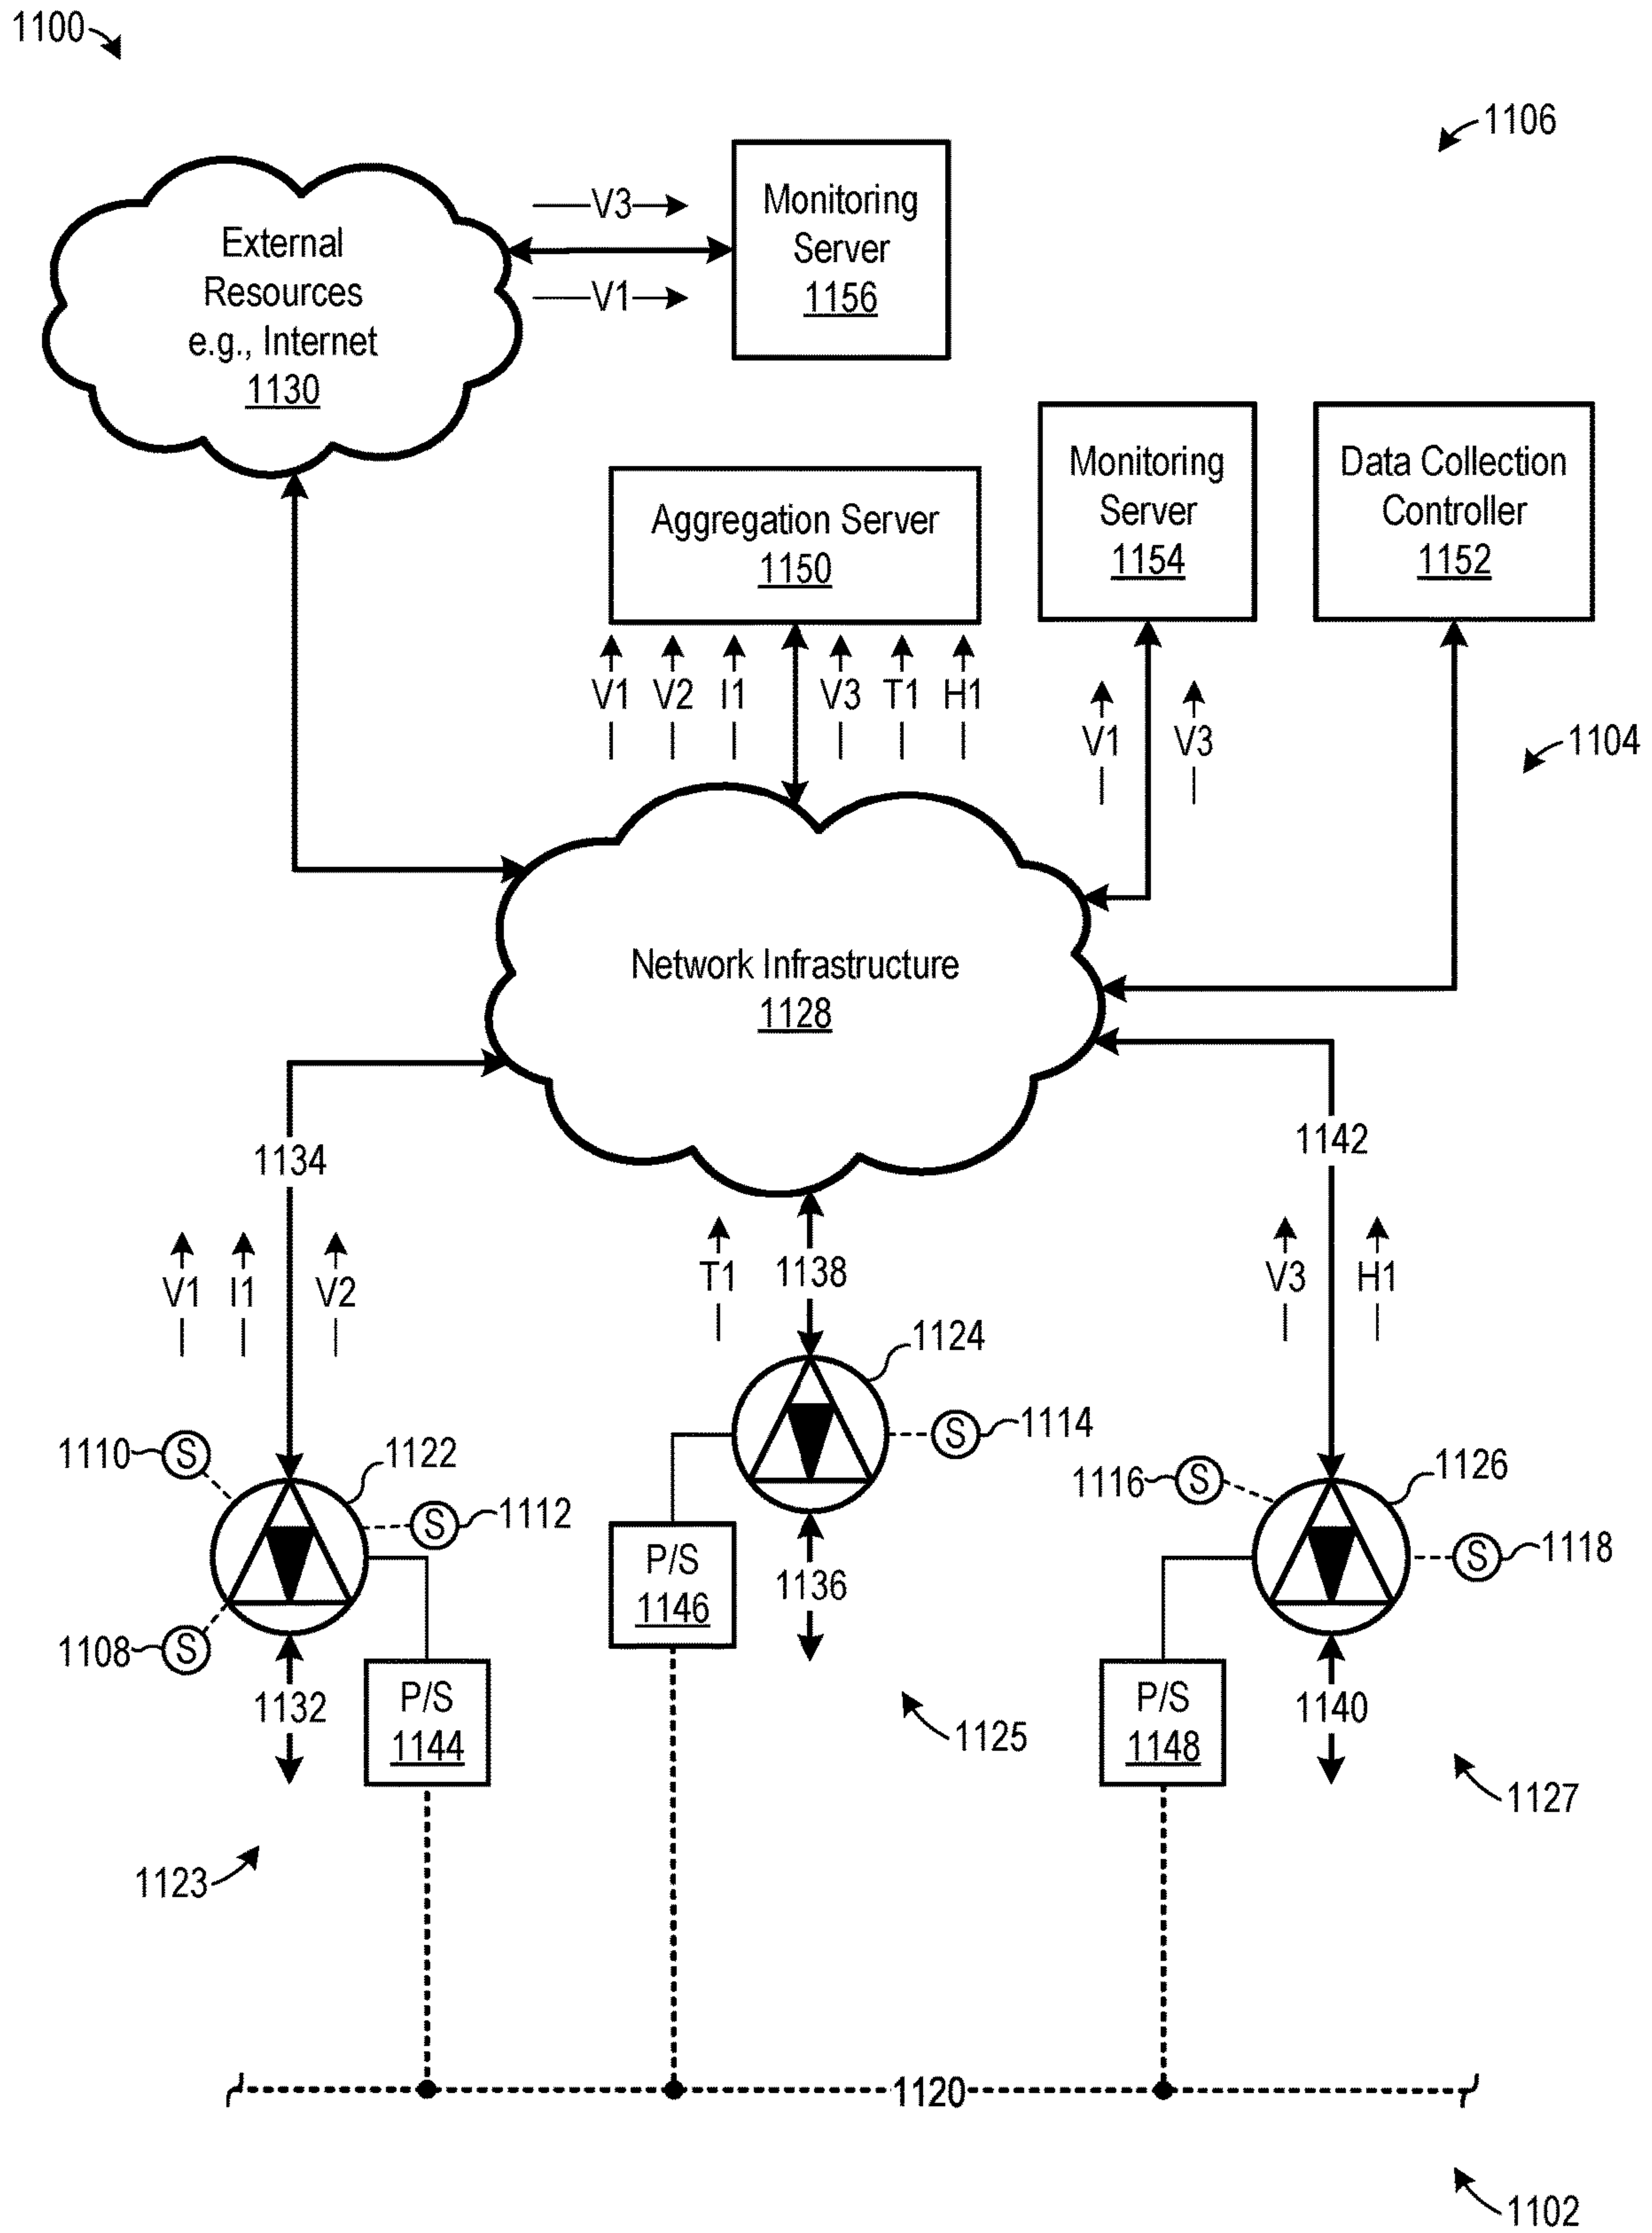 1100
1106
External
Resources
e.g., Internet
1130
V3
V1
Monitoring
Server
1156
Aggregation Server
1150
Monitoring
Server
1154
Data Collection
Controller
1152
V1 V2 I1 V3 T1 H1
V1 V3
1104
Network Infrastructure
1128
1134
1142
V1 I1 V2
T1
1138
V3 H1
1124
1110 S
1122
S 1112
S 1114
1116 S
1126
S 1118
1108 S
1132
P/S
1144
P/S
1146
1136
P/S
1148
1140
1125
1127
1123
1120
1102